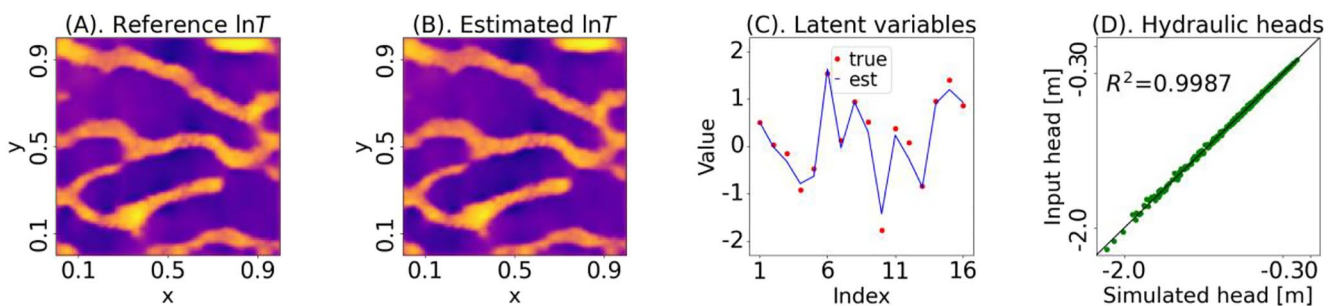 (A). Reference lnT
(B). Estimated lnT
(C). Latent variables
(D). Hydraulic heads
y
0.9
0.5
0.1
0.1
0.5
0.9
x
y
0.9
0.5
0.1
0.1
0.5
0.9
x
Value
2
1
0
-1
-2
true
est
1
6
11
16
Index
Input head [m]
-0.30
-2.0
R²=0.9987
-2.0
-0.30
Simulated head [m]